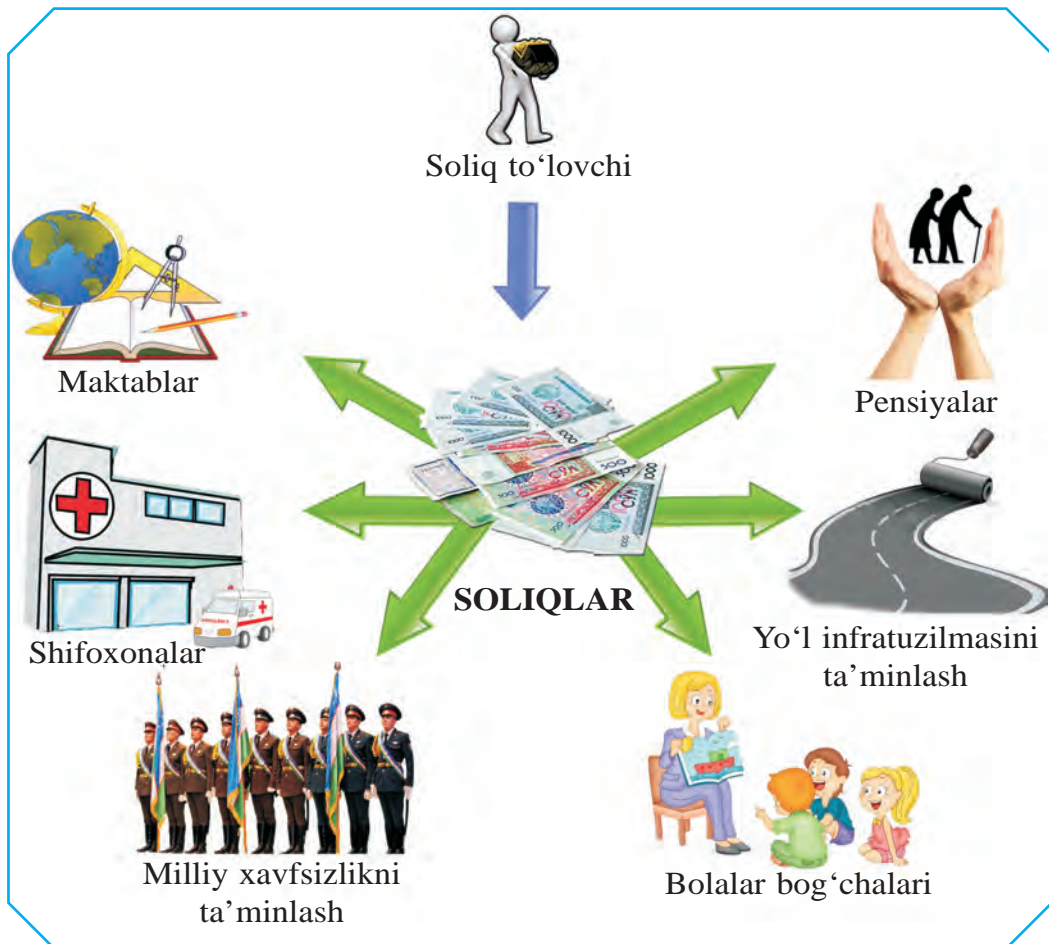 Soliq to‘lovchi
Maktablar
Pensiyalar
SOLIQLAR
Shifoxonalar
Yo‘l infratuzilmasini
ta’minlash
Milliy xavfsizlikni
ta’minlash
Bolalar bog‘chalari